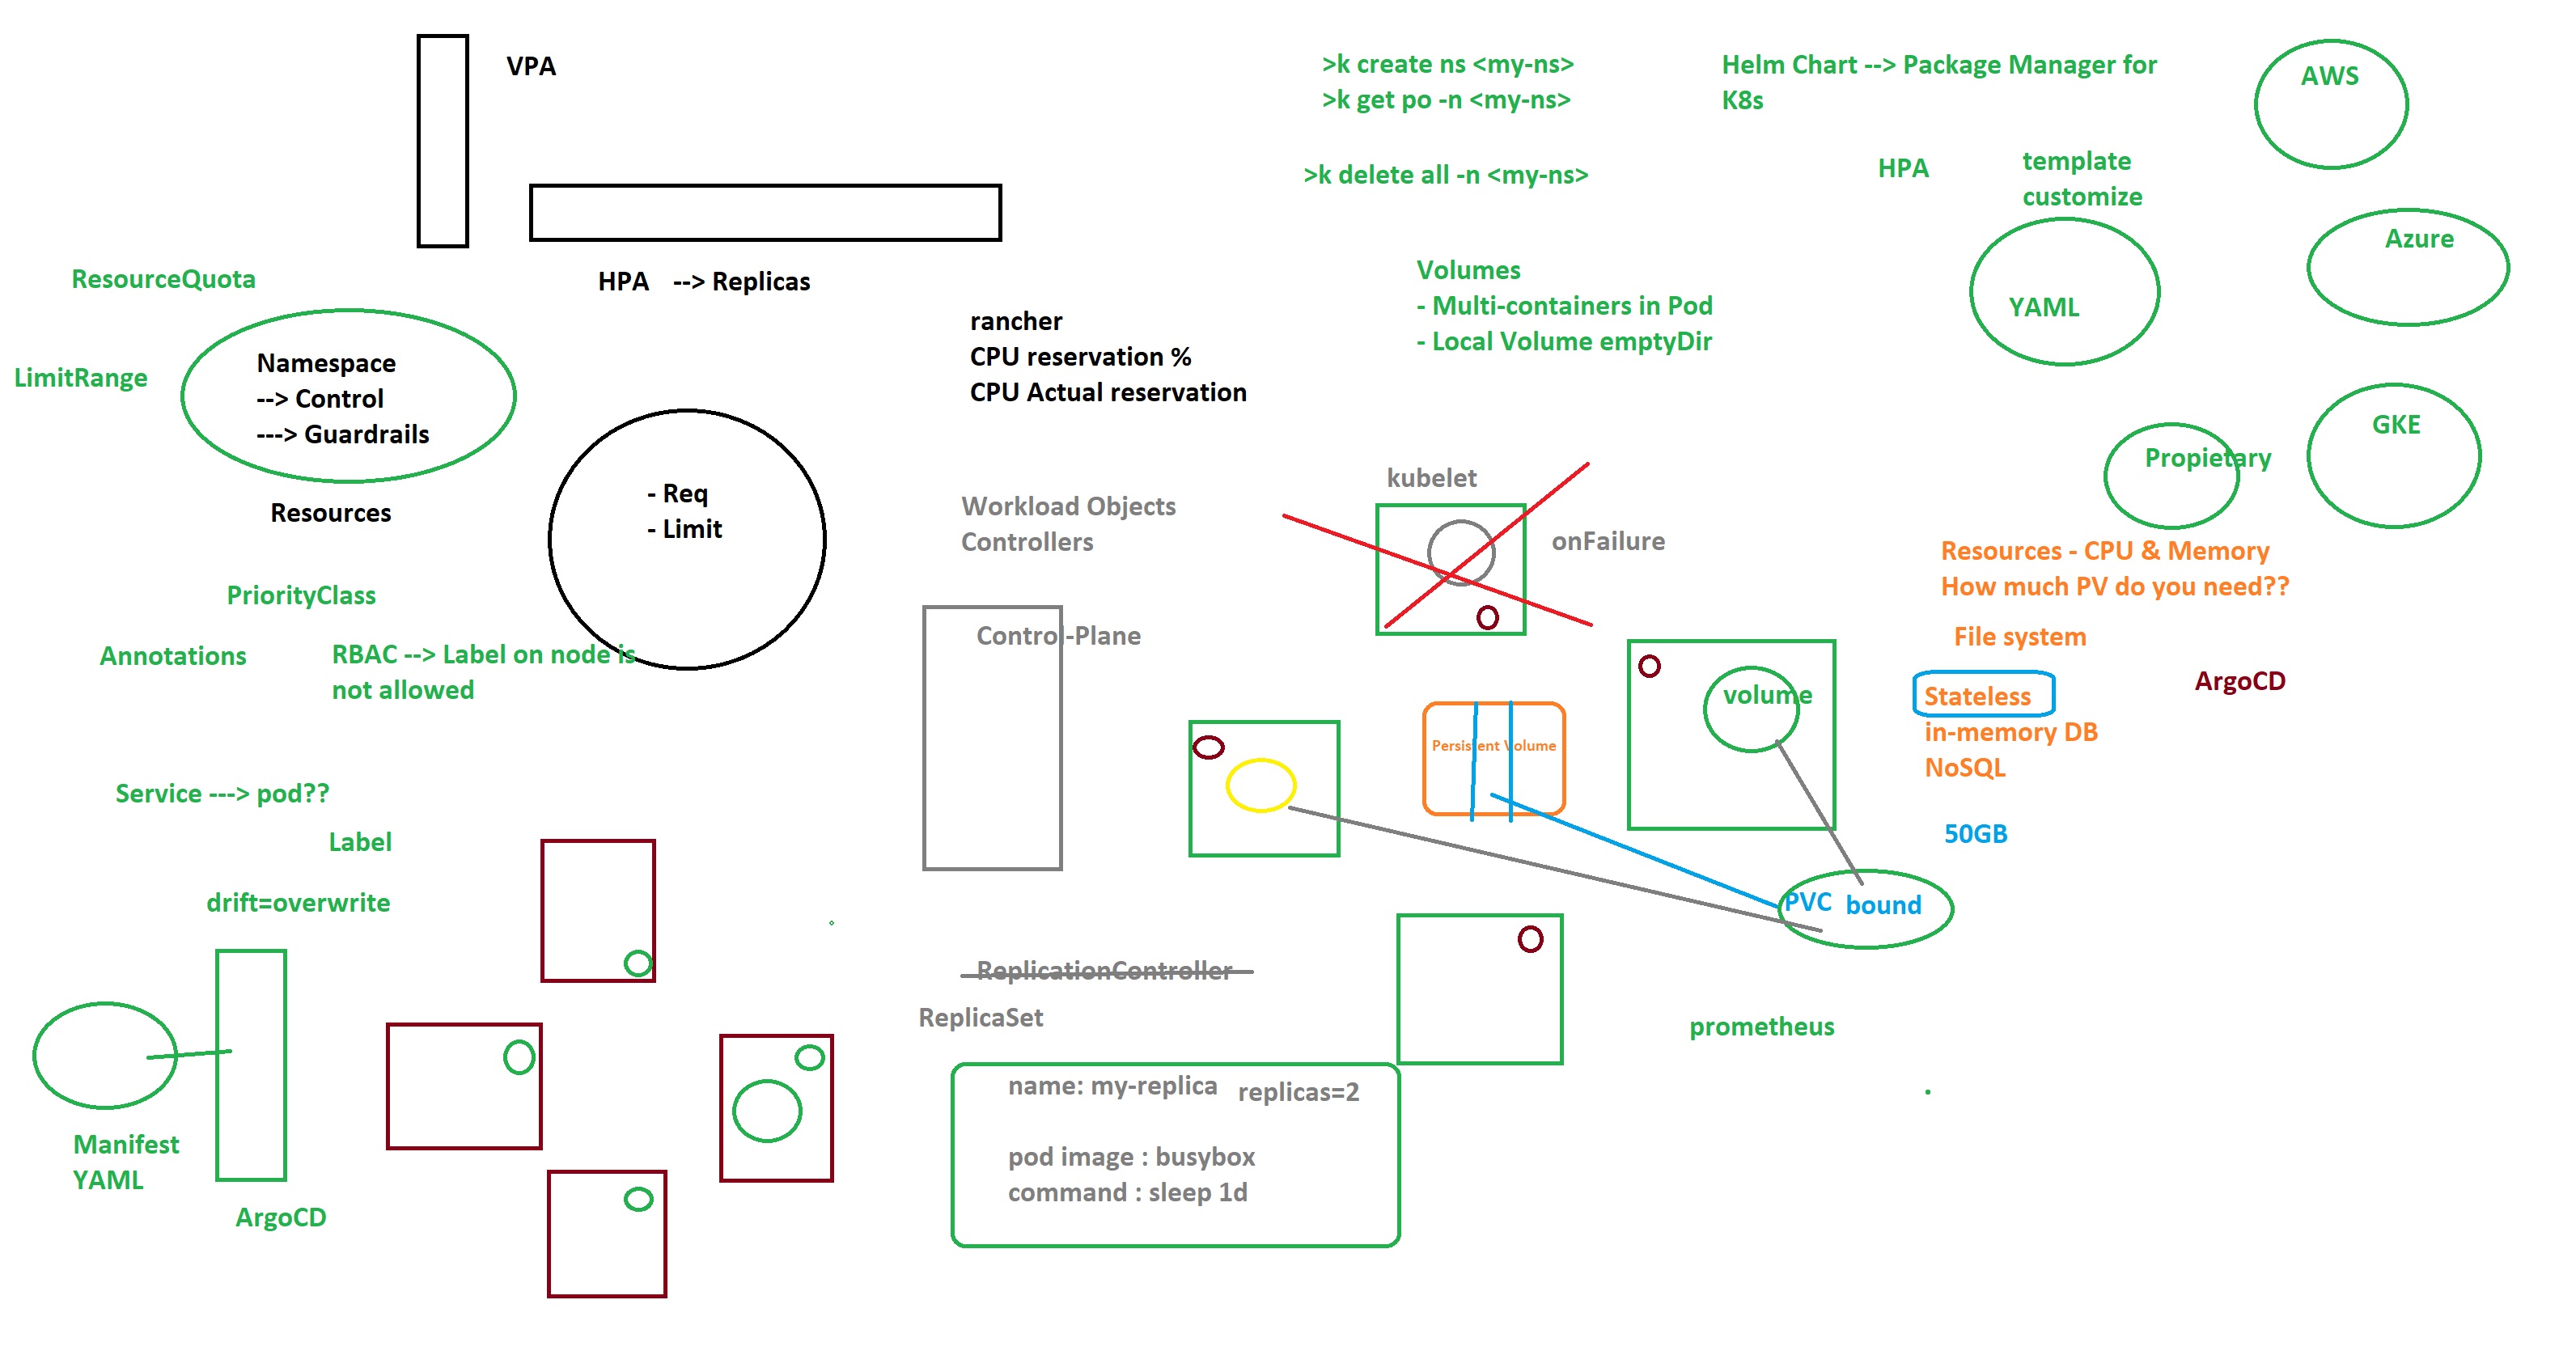 VPA
HPA --> Replicas
ResourceQuota
LimitRange
Namespace
--> Control
---> Guardrails
Resources
- Req
- Limit
PriorityClass
Annotations
RBAC --> Label on node is
not allowed
Service ---> pod??
Label
drift=overwrite
Manifest
YAML
ArgoCD
rancher
CPU reservation %
CPU Actual reservation
Workload Objects
Controllers
Control-Plane
ReplicationController
ReplicaSet
name: my-replica
replicas=2
pod image : busybox
command : sleep 1d
>k create ns <my-ns>
>k get po -n <my-ns>
>k delete all -n <my-ns>
Volumes
- Multi-containers in Pod
- Local Volume emptyDir
kubelet
onFailure
Persistent Volume
volume
PVC bound
prometheus
Helm Chart --> Package Manager for
K8s
HPA
template
customize
YAML
AWS
Azure
GKE
Propietary
Resources - CPU & Memory
How much PV do you need??
File system
Stateless
in-memory DB
NoSQL
50GB
ArgoCD